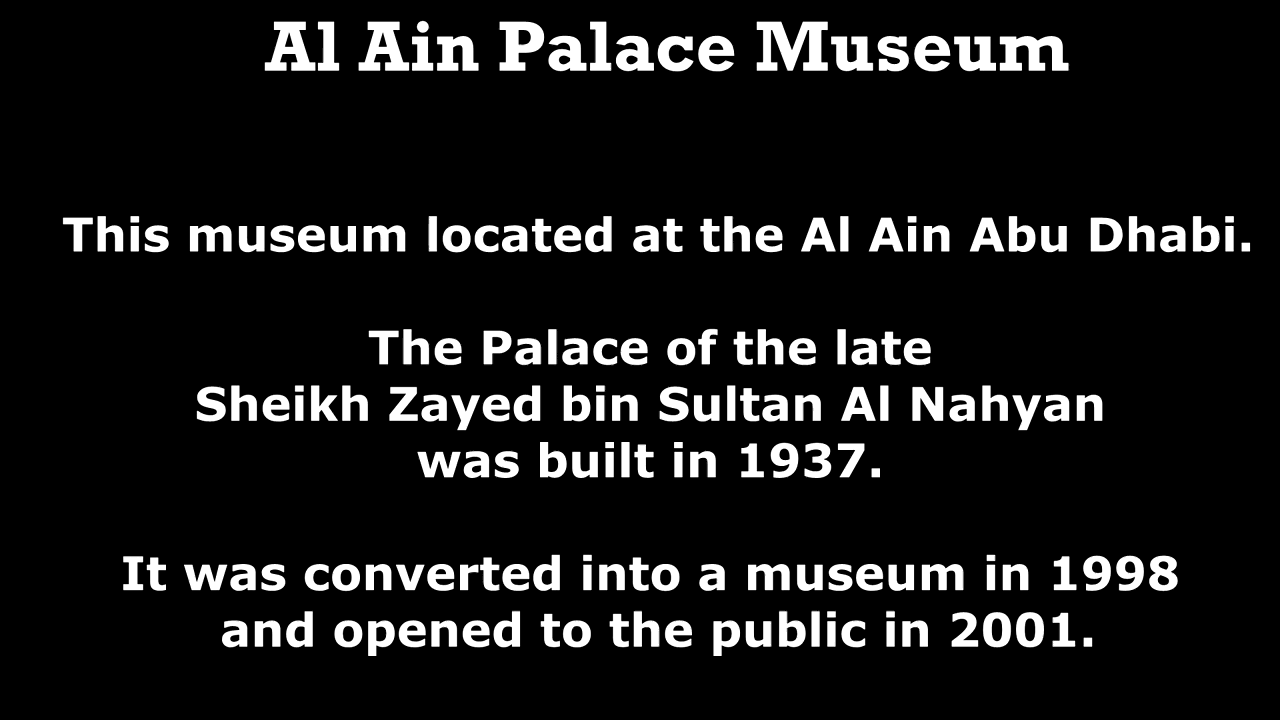 Al Ain Palace Museum
This museum located at the Al Ain Abu Dhabi.
The Palace of the late
Sheikh Zayed bin Sultan Al Nahyan
was built in 1937.
It was converted into a museum in 1998
and opened to the public in 2001.